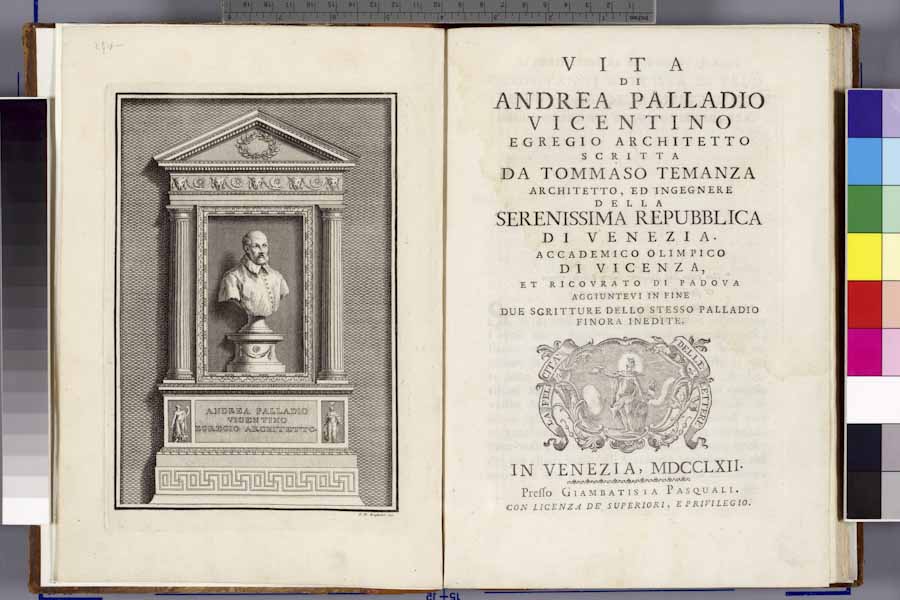 ANDREA PALLADIO
VICENTINO
EGREGIO ARCHITETTO
VITA
DI
ANDREA PALLADIO
VICENTINO
EGREGIO ARCHITETTO
SCRITTA
DA TOMMASO TEMANZA
ARCHITETTO, ED INGEGNERE
DELLA
SERENISSIMA REPUBBLICA
DI VENEZIA.
ACCADEMICO OLIMPICO
DI VICENZA,
ET RICOVRATO DI PADOVA
AGGIUNTEVI IN FINE
DUE SCRITTURE DELLO STESSO PALLADIO
FINORA INEDITE.
LA FELICITÀ DELLE LETTERE
IN VENEZIA, MDCCLXII.
Preſſo GIAMBATISTA PASQUALI.
CON LICENZA DE' SUPERIORI, E PRIVILEGIO.